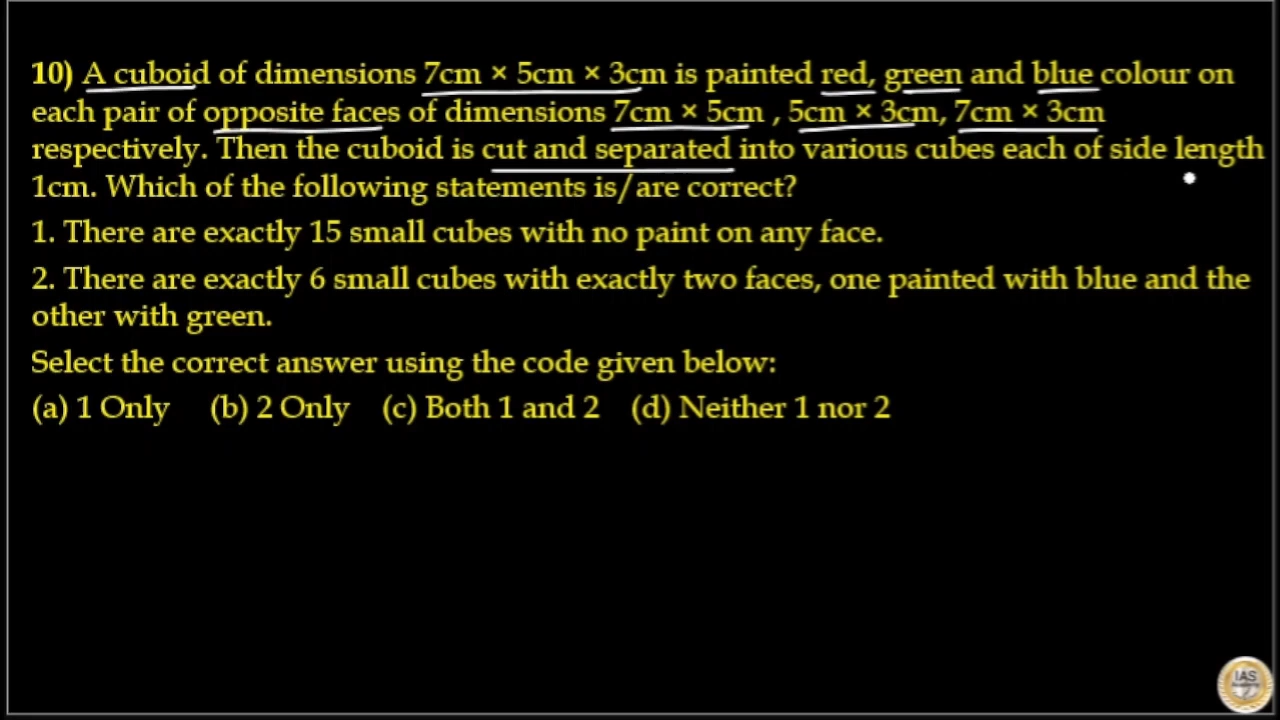 10) A cuboid of dimensions 7cm × 5cm × 3cm is painted red, green and blue colour on
each pair of opposite faces of dimensions 7cm × 5cm , 5cm × 3cm, 7cm × 3cm
respectively. Then the cuboid is cut and separated into various cubes each of side length
1cm. Which of the following statements is/are correct?
1. There are exactly 15 small cubes with no paint on any face.
2. There are exactly 6 small cubes with exactly two faces, one painted with blue and the
other with green.
Select the correct answer using the code given below:
(a) 1 Only (b) 2 Only (c) Both 1 and 2 (d) Neither 1 nor 2
IAS